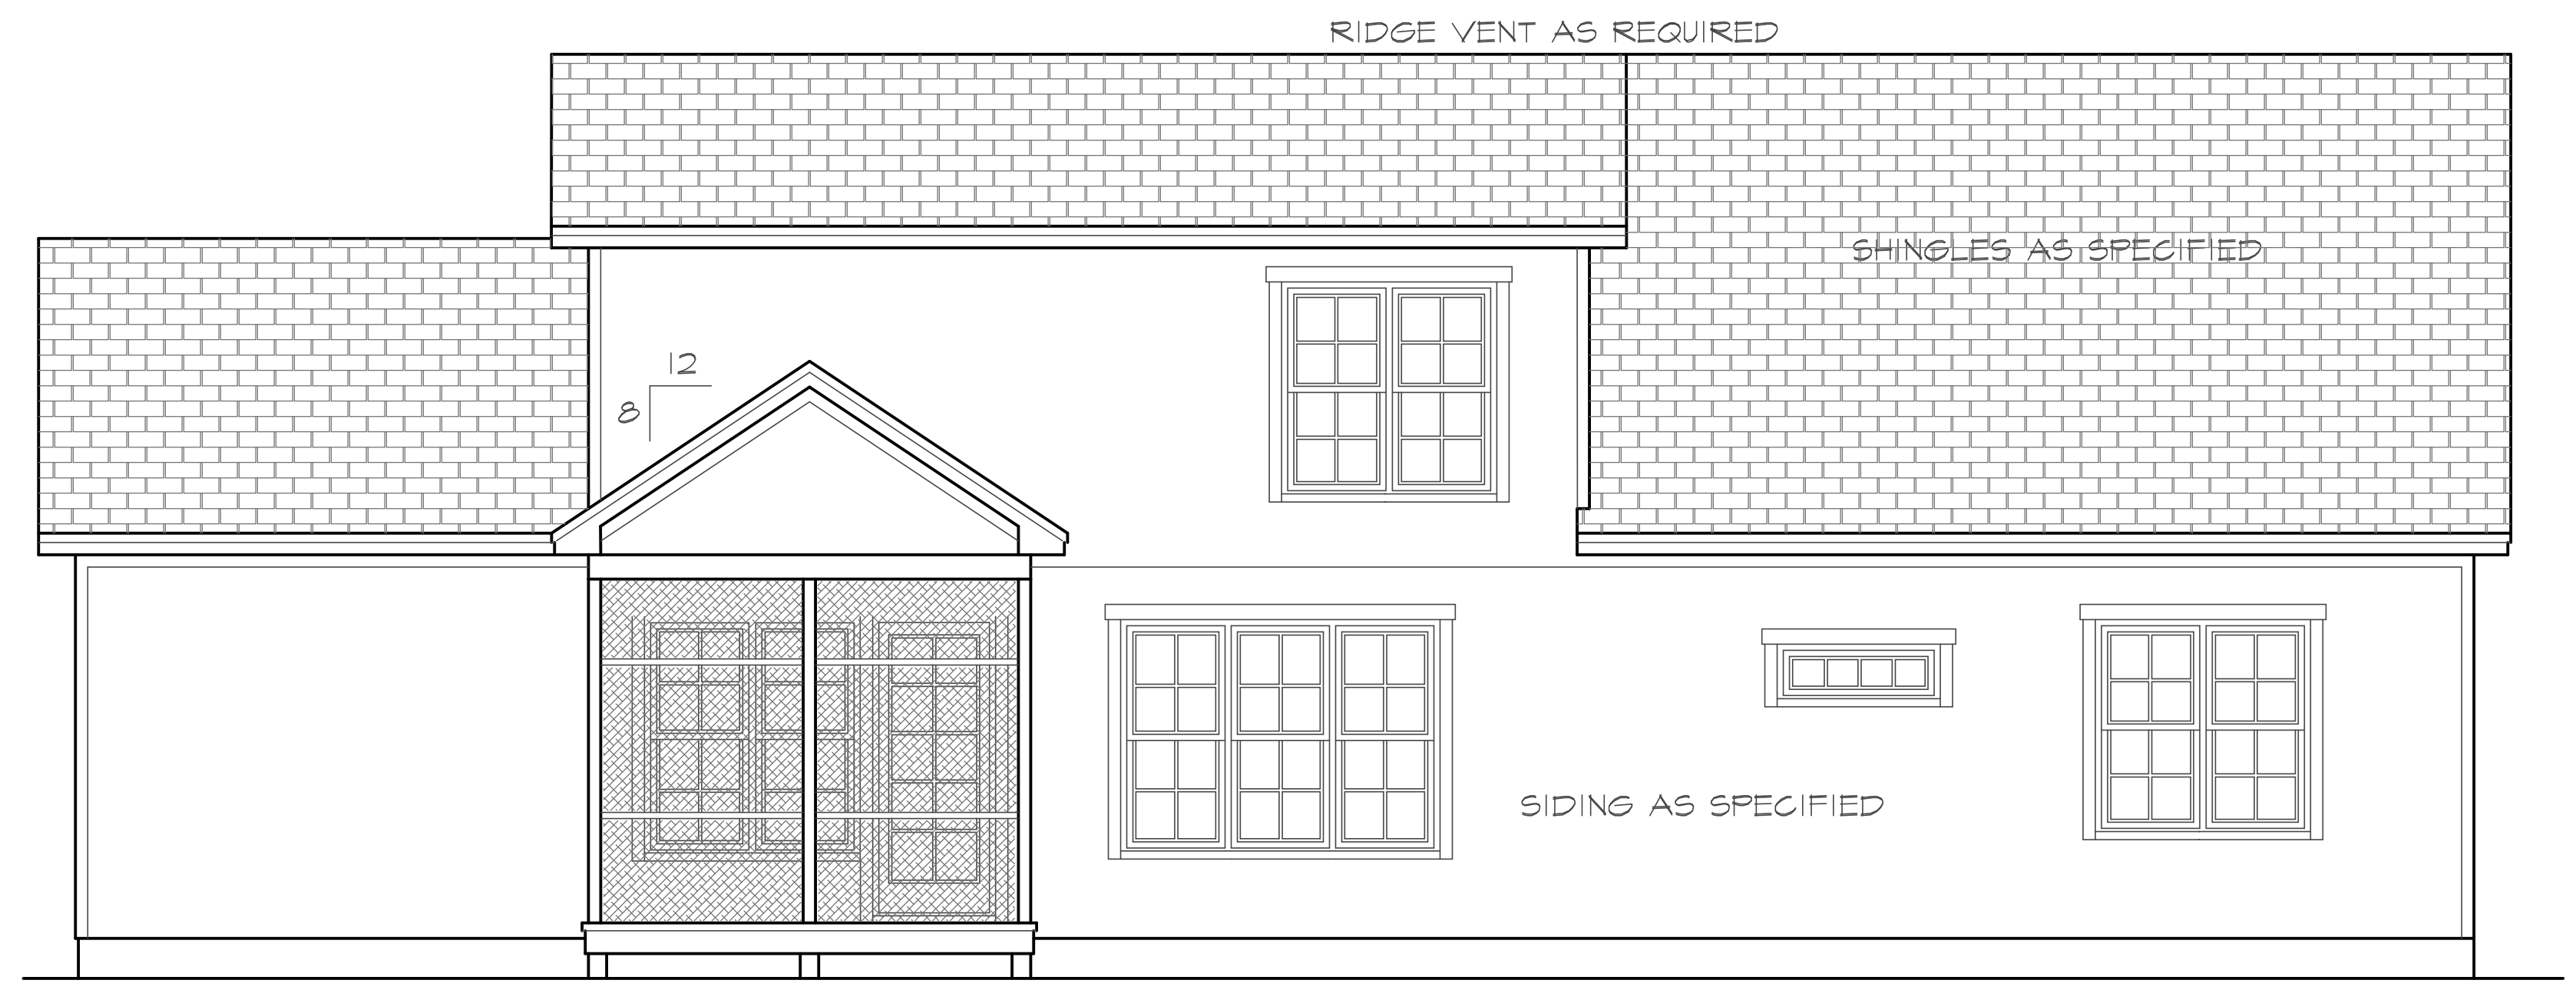 RIDGE VENT AS REQUIRED
SHINGLES AS SPECIFIED
12
8
SIDING AS SPECIFIED